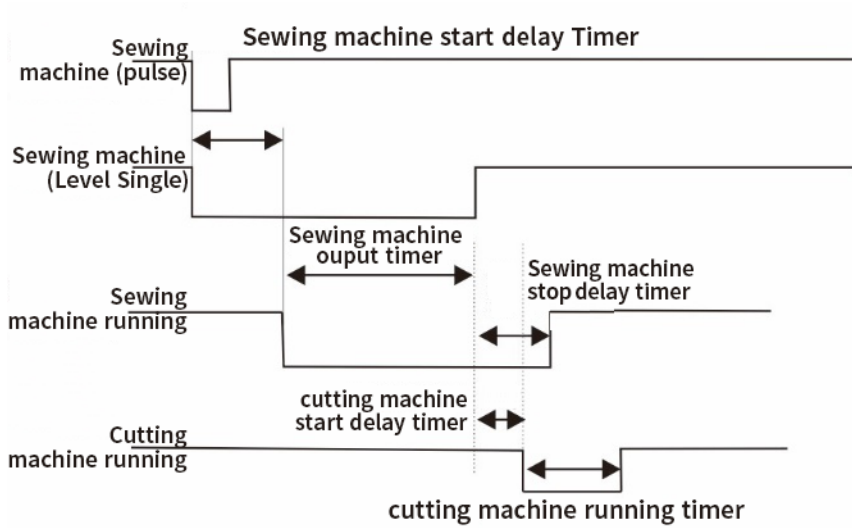 Sewing machine start delay Timer
Sewing
machine (pulse)
Sewing machine
(Level Single)
Sewing machine
ouput timer
Sewing machine
stop delay timer
Sewing
machine running
cutting machine
start delay timer
Cutting
machine running
cutting machine running timer